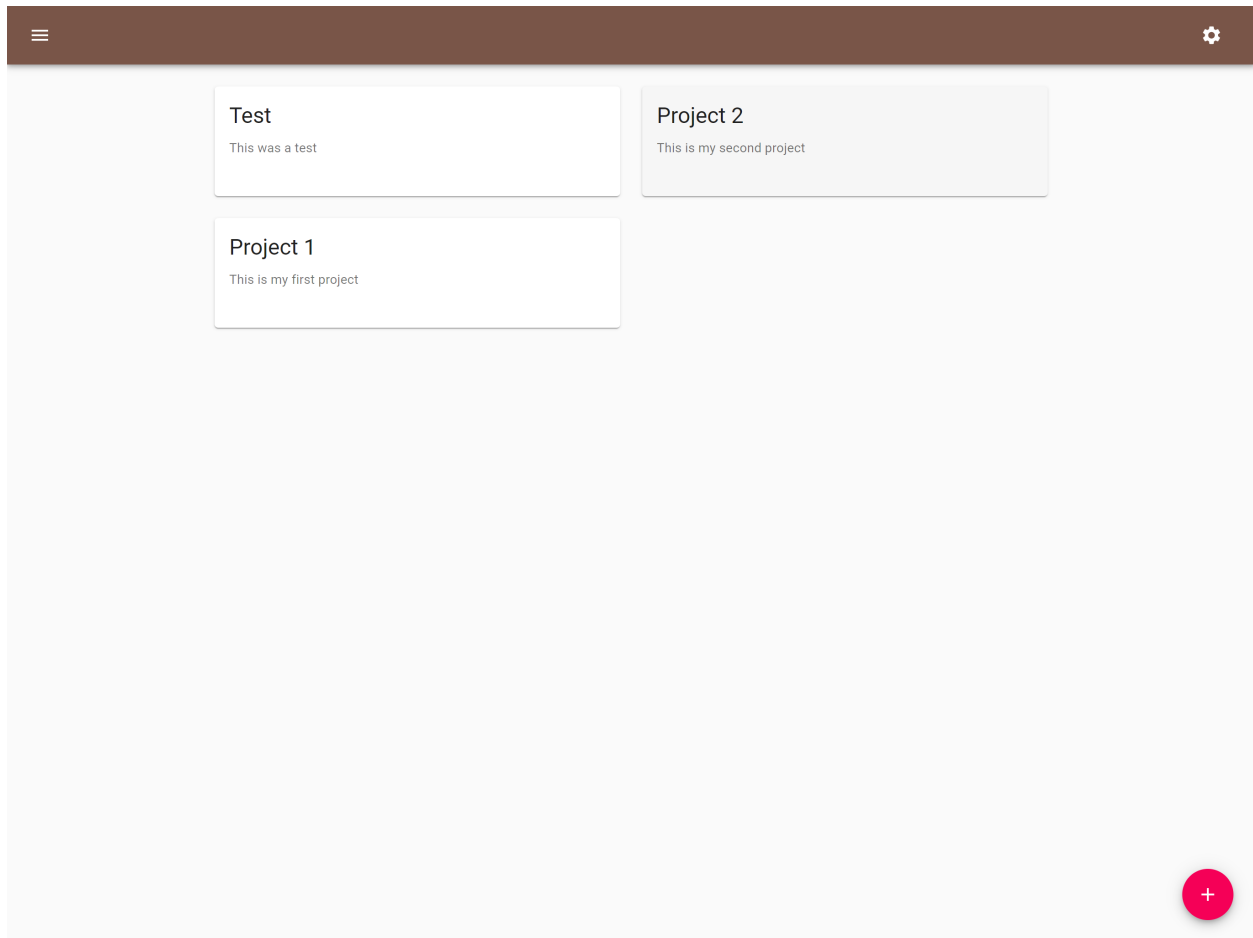 Test
This was a test
Project 2
This is my second project
Project 1
This is my first project